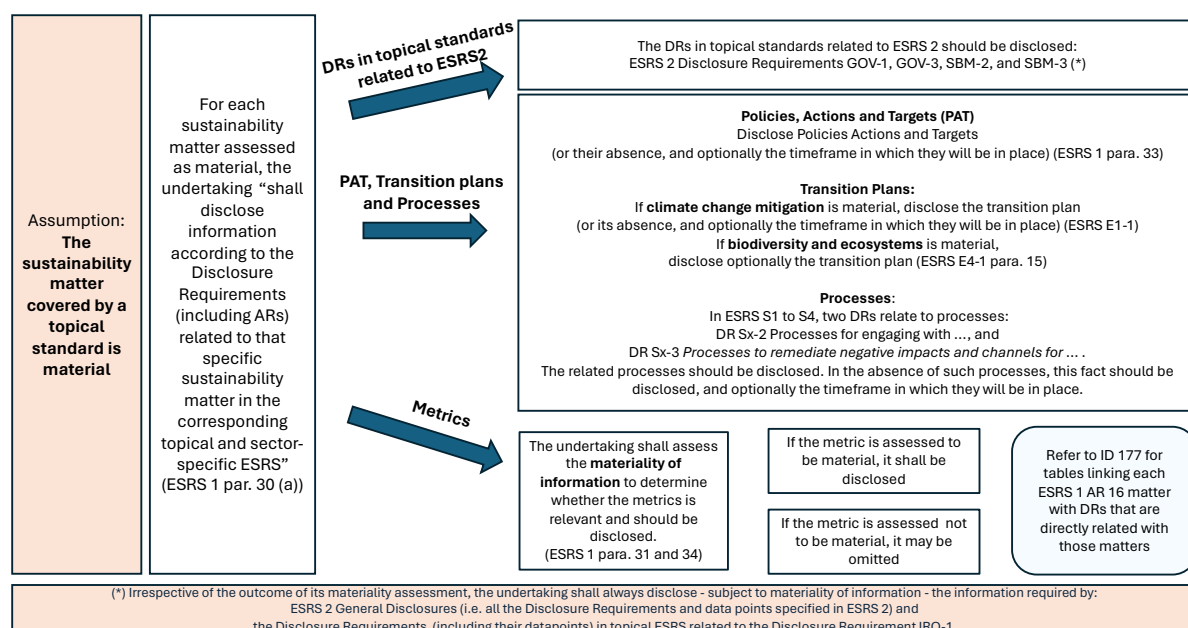 Assumption:
The
sustainability
matter
covered by a
topical
standard is
material
For each
sustainability
matter assessed
as material, the
undertaking “shall
disclose
information
according to the
Disclosure
Requirements
(including ARs)
related to that
specific
sustainability
matter in the
corresponding
topical and sector-
specific ESRS”
(ESRS 1 par. 30 (a))
DRs in topical standards
related to ESRS2
The DRs in topical standards related to ESRS 2 should be disclosed:
ESRS 2 Disclosure Requirements GOV-1, GOV-3, SBM-2, and SBM-3 (*)
PAT, Transition plans
and Processes
Policies, Actions and Targets (PAT)
Disclose Policies Actions and Targets
(or their absence, and optionally the timeframe in which they will be in place) (ESRS 1 para. 33)
Transition Plans:
If climate change mitigation is material, disclose the transition plan
(or its absence, and optionally the timeframe in which they will be in place) (ESRS E1-1)
If biodiversity and ecosystems is material,
disclose optionally the transition plan (ESRS E4-1 para. 15)
Processes:
In ESRS S1 to S4, two DRs relate to processes:
DR Sx-2 Processes for engaging with ..., and
DR Sx-3 Processes to remediate negative impacts and channels for ... .
The related processes should be disclosed. In the absence of such processes, this fact should be
disclosed, and optionally the timeframe in which they will be in place.
Metrics
The undertaking shall assess
the materiality of
information to determine
whether the metrics is
relevant and should be
disclosed.
(ESRS 1 para. 31 and 34)
If the metric is assessed to
be material, it shall be
disclosed
If the metric is assessed not
to be material, it may be
omitted
Refer to ID 177 for
tables linking each
ESRS 1 AR 16 matter
with DRs that are
directly related with
those matters
(*) Irrespective of the outcome of its materiality assessment, the undertaking shall always disclose - subject to materiality of information - the information required by:
ESRS 2 General Disclosures (i.e. all the Disclosure Requirements and data points specified in ESRS 2) and
the Disclosure Requirements (including their datapoints) in topical ESRS related to the Disclosure Requirement IRO-1